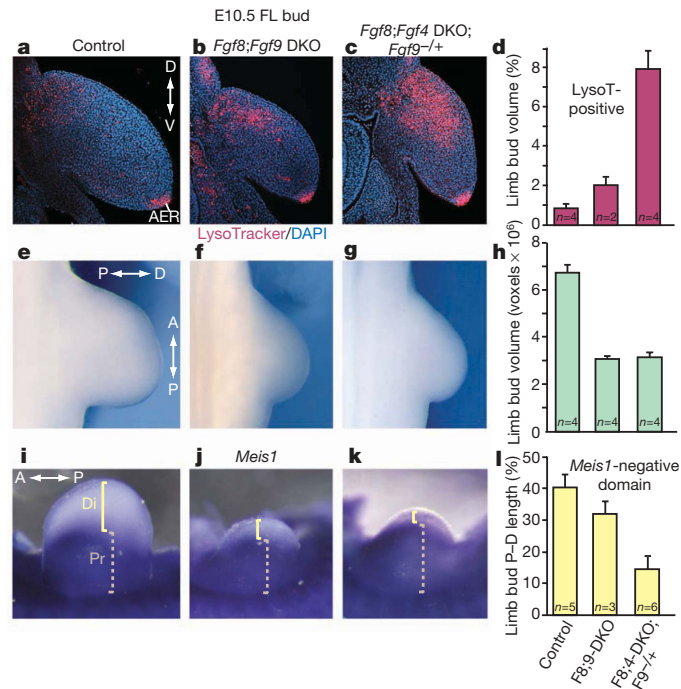 E10.5 FL bud
a Control
b Fgf8;Fgf9 DKO
c Fgf8;Fgf4 DKO;
Fgf9–/+
D
V
AER
LysoTracker/DAPI
d
Limb bud volume (%)
8
6
4
2
0
LysoT-
positive
n=4
n=2
n=4
e
P D
A
P
f
g
h
Limb bud volume (voxels × 10⁶)
8
6
4
2
0
n=4
n=4
n=4
i
A P
Di
Pr
j
Meis1
k
l
Limb bud P–D length (%)
50
40
30
20
10
0
Meis1-negative
domain
n=5
n=3
n=6
Control
F8;9-DKO
F8;4-DKO;
F9–/+